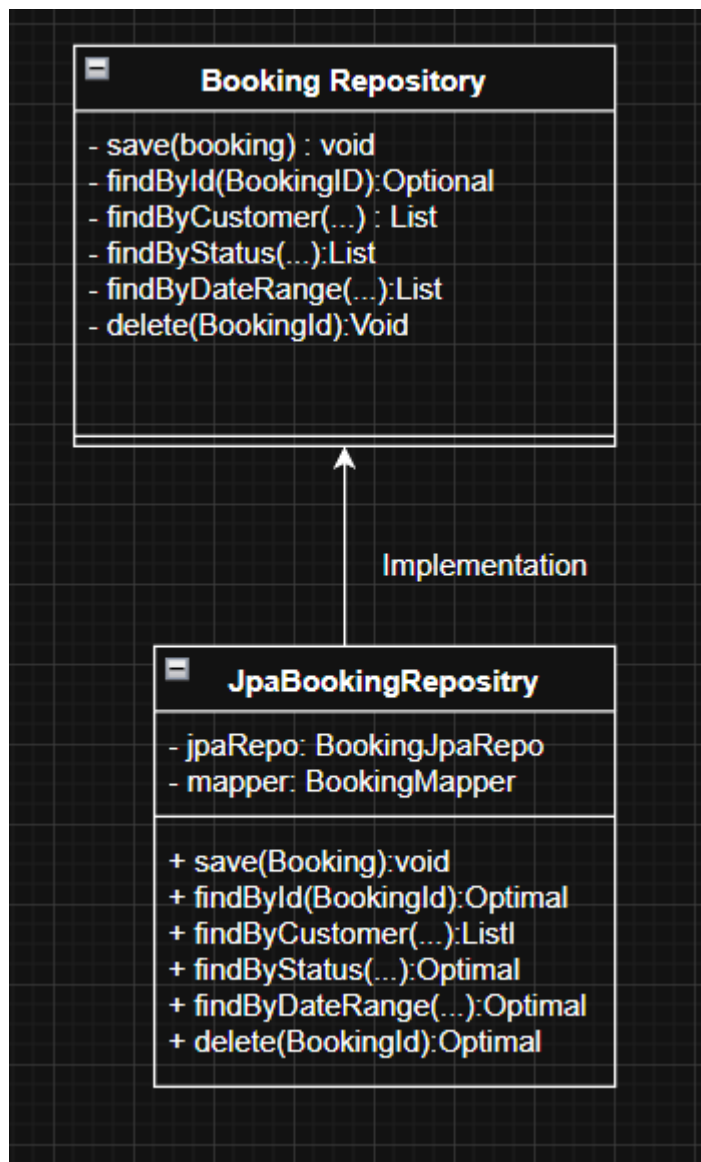 Booking Repository
- save(booking) : void
- findById(BookingID):Optional
- findByCustomer(...) : List
- findByStatus(...):List
- findByDateRange(...):List
- delete(BookingId):Void
Implementation
JpaBookingRepositry
- jpaRepo: BookingJpaRepo
- mapper: BookingMapper
+ save(Booking):void
+ findById(BookingId):Optimal
+ findByCustomer(...):Listl
+ findByStatus(...):Optimal
+ findByDateRange(...):Optimal
+ delete(BookingId):Optimal